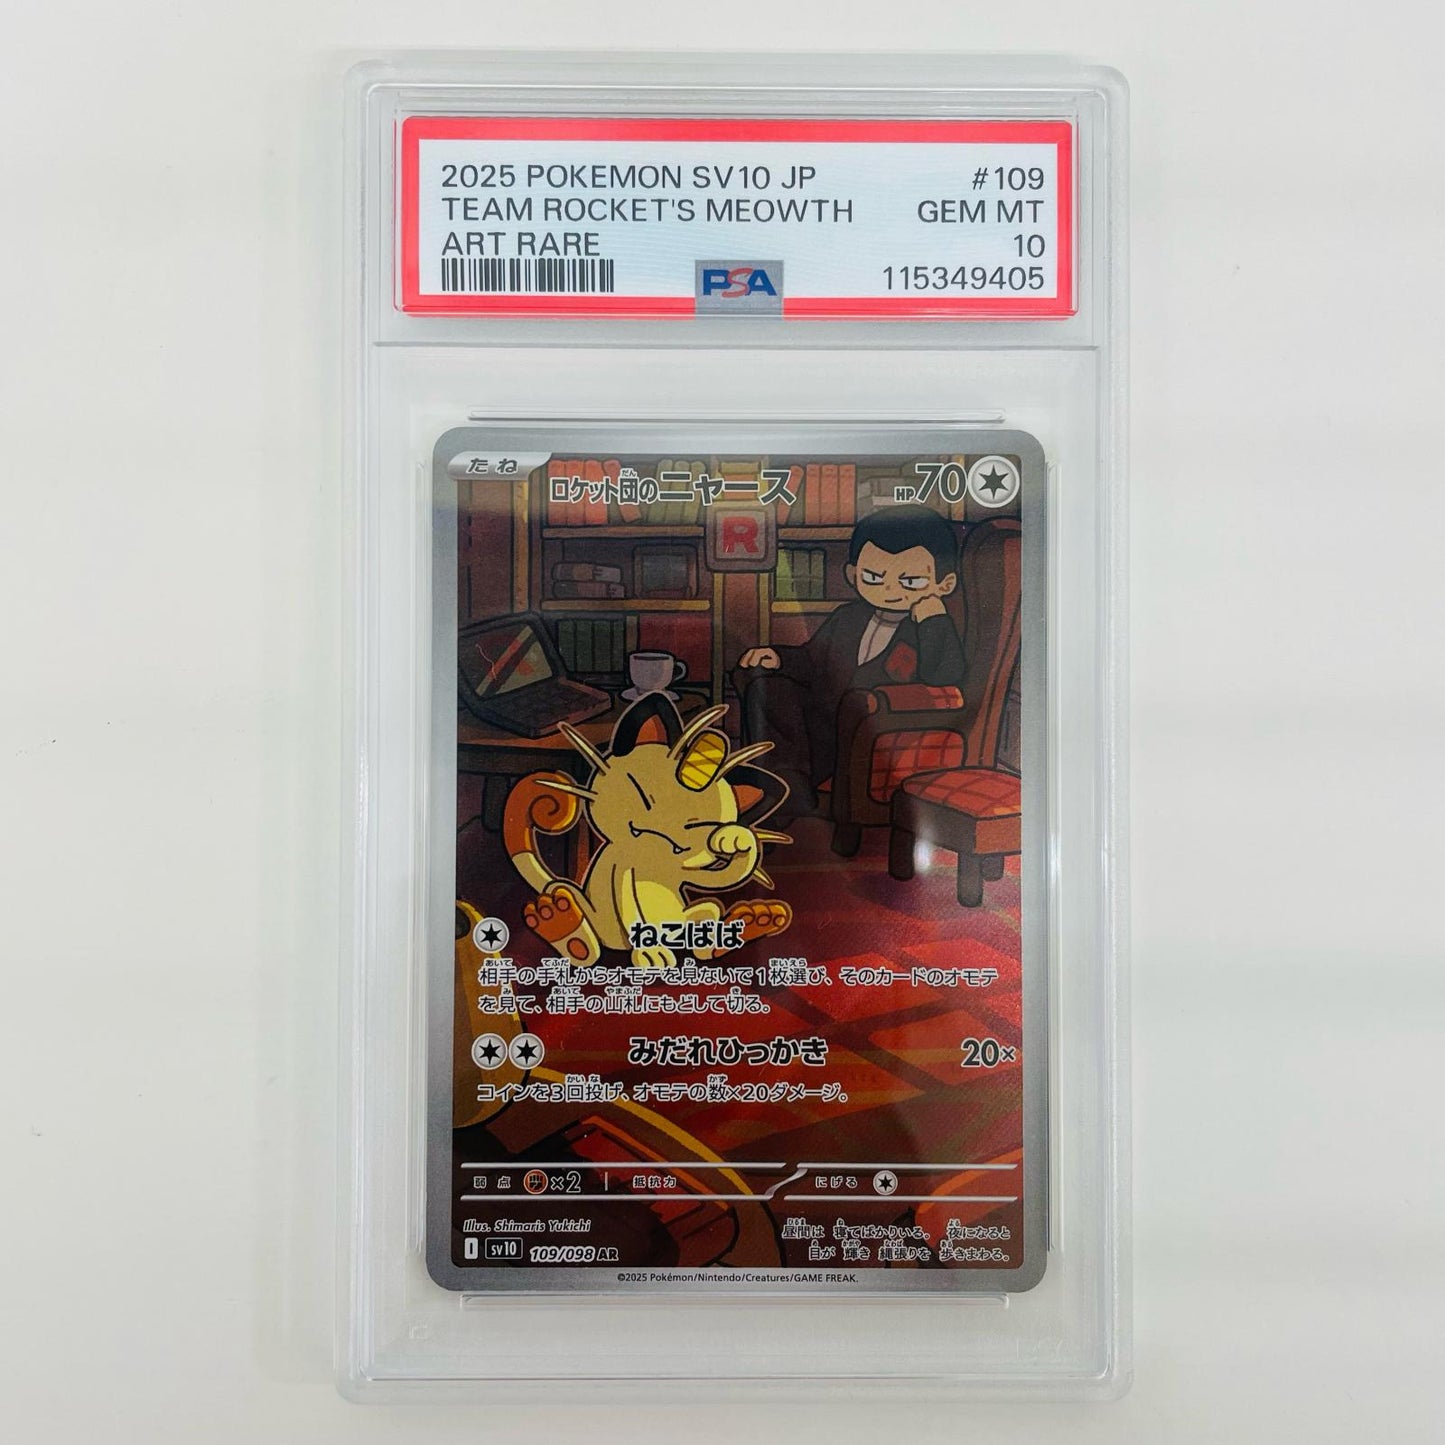 2025 POKEMON SV10 JP #109
TEAM ROCKET'S MEOWTH GEM MT
ART RARE 10
PSA 115349405
たね ロケット団のニャース HP70
だん
R
ねこばば
相手の手札からオモテを見ないで1枚選び、そのカードのオモテ
を見て、相手の山札にもどして切る。
みだれひっかき 20×
コインを3回投げ、オモテの数×20ダメージ。
弱点 ×2 抵抗力 にげる
Illus. Shimaris Yukichi
昼間は 寝てばかりいる。 夜になると
目が 輝き 縄張りを 歩きまわる。
I sv10 109/098 AR
©2025 Pokémon/Nintendo/Creatures/GAME FREAK.